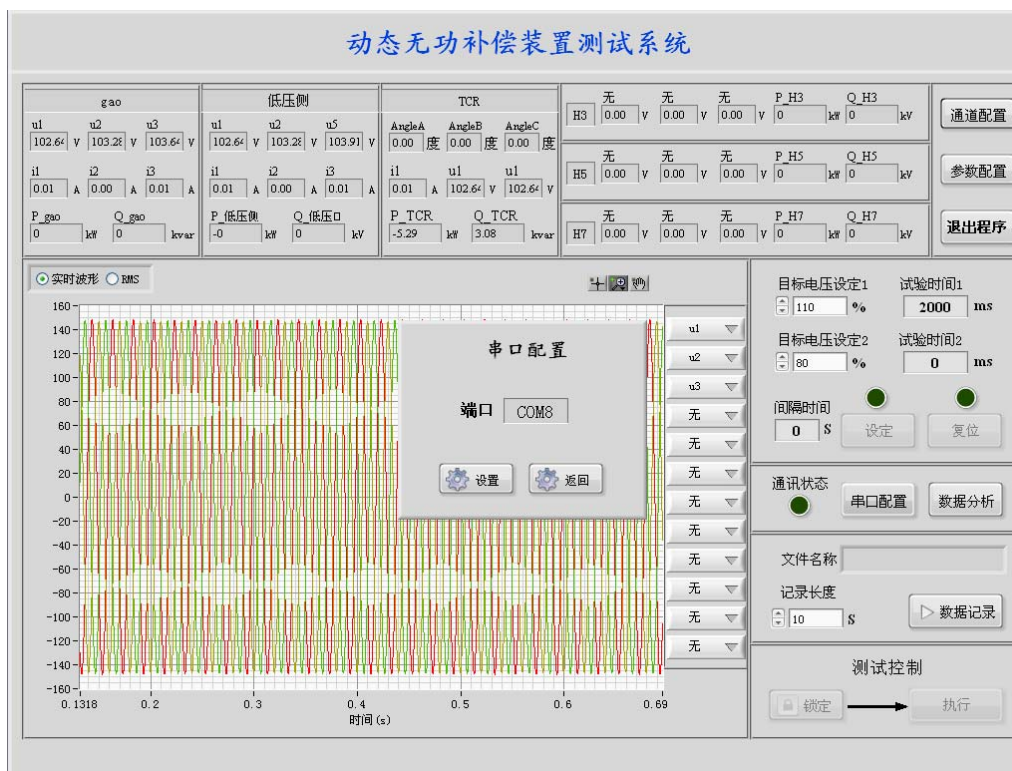 动态无功补偿装置测试系统
gao
u1 u2 u3
102.64 V 103.28 V 103.64 V
i1 i2 i3
0.01 A 0.00 A 0.01 A
P_gao Q_gao
0 kW 0 kvar
低压侧
u1 u2 u5
102.64 V 103.28 V 103.91 V
i1 i2 i3
0.01 A 0.00 A 0.01 A
P_低压侧 Q_低压口
-0 kW 0 kV
TCR
AngleA AngleB AngleC
0.00 度 0.00 度 0.00 度
i1 u1 u1
0.01 A 102.64 V 102.64 V
P_TCR Q_TCR
-5.29 kW 3.08 kvar
无 无 无 P_H3 Q_H3
H3 0.00 V 0.00 V 0.00 V 0 kW 0 kV
无 无 无 P_H5 Q_H5
H5 0.00 V 0.00 V 0.00 V 0 kW 0 kV
无 无 无 P_H7 Q_H7
H7 0.00 V 0.00 V 0.00 V 0 kW 0 kV
通道配置
参数配置
退出程序
实时波形 RMS
160
140
120
100
80
60
40
20
0
-20
-40
-60
-80
-100
-120
-140
-160
0.1318 0.2 0.3 0.4 0.5 0.6 0.69
时间(s)
串口配置
端口 COM8
设置 返回
u1
u2
u3
无
无
无
无
无
无
无
无
无
目标电压设定1 试验时间1
110 % 2000 ms
目标电压设定2 试验时间2
80 % 0 ms
间隔时间
0 S 设定 复位
通讯状态
串口配置 数据分析
文件名称
记录长度
10 S 数据记录
测试控制
锁定 执行